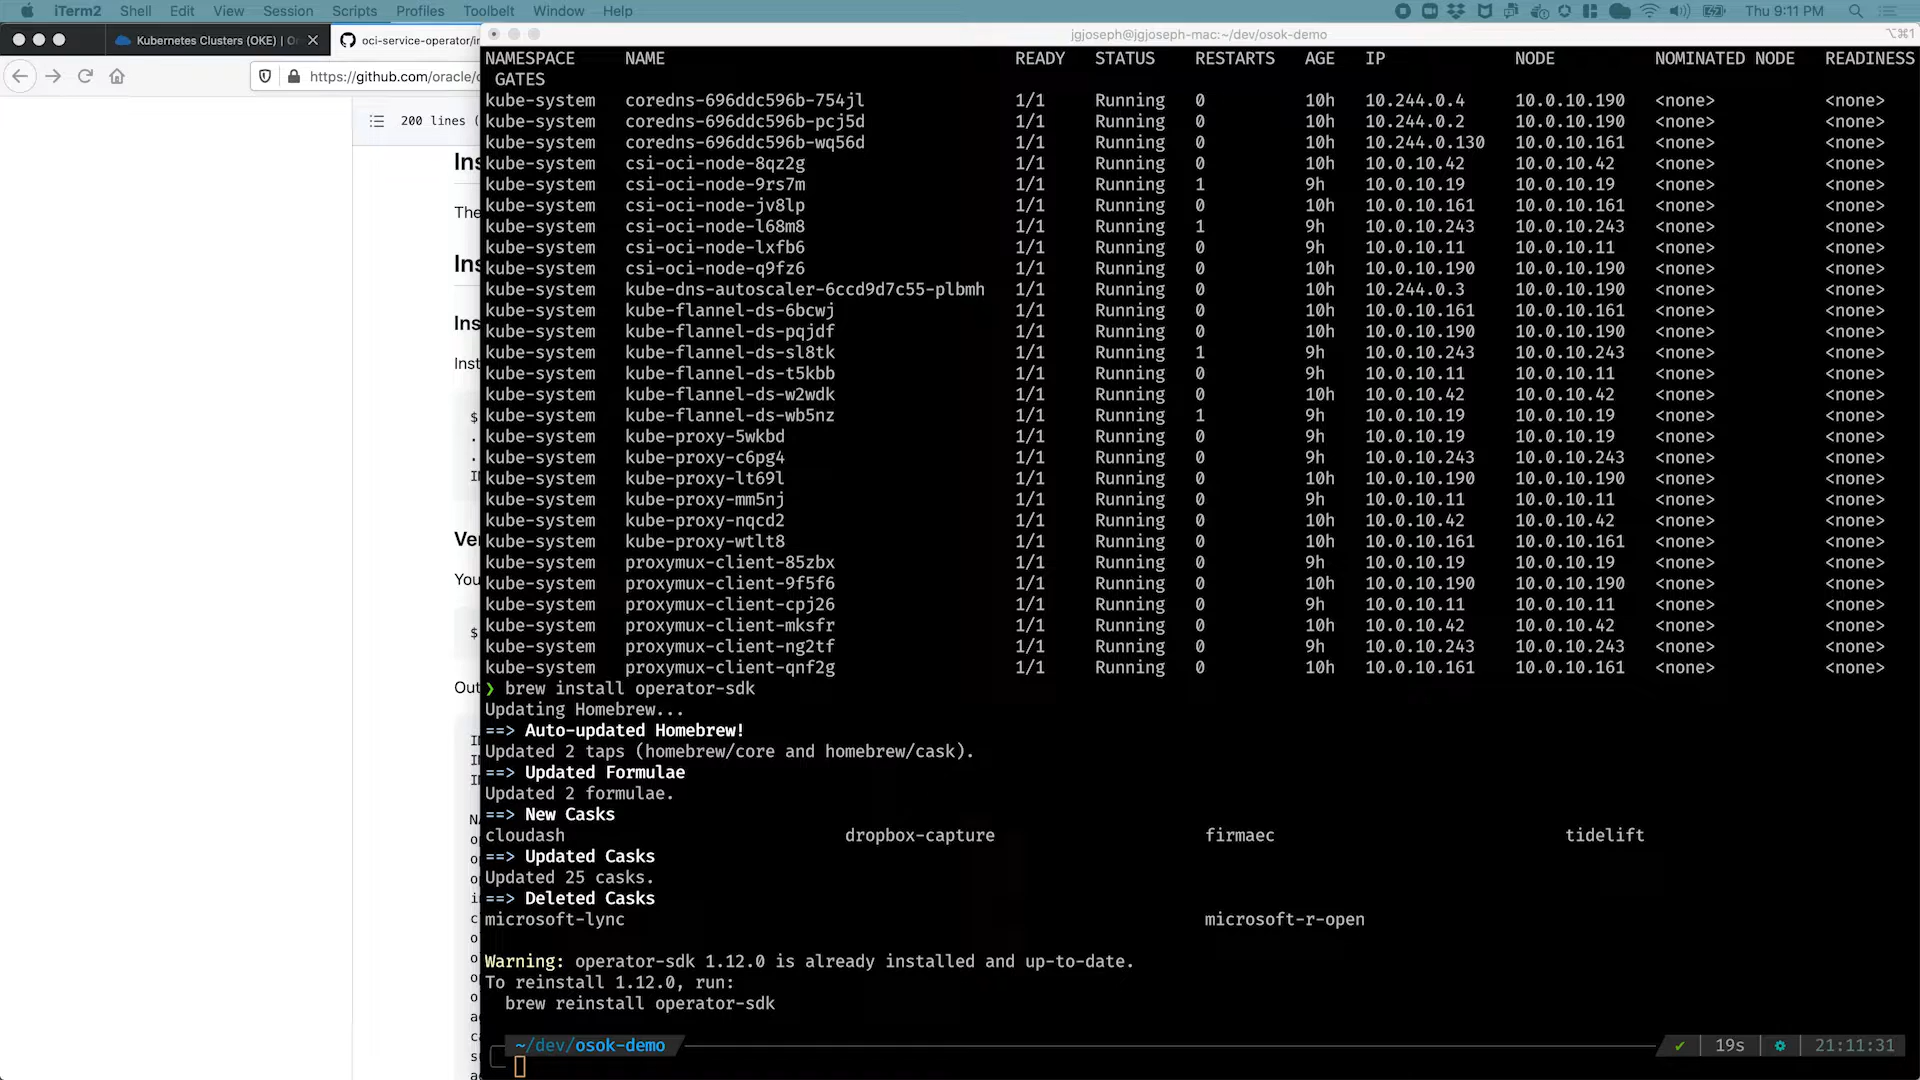 iTerm2 Shell Edit View Session Scripts Profiles Toolbelt Window Help Thu 9:11 PM
Kubernetes Clusters (OKE) | O
oci-service-operator/in
jgjoseph@jgjoseph-mac:~/dev/osok-demo
⌥⌘1
https://github.com/oracle/o
200 lines (
Ins
The
Ins
Ins
Inst
$
.
.
I
Ver
You
$
Out
NAMESPACE NAME READY STATUS RESTARTS AGE IP NODE NOMINATED NODE READINESS
GATES
kube-system coredns-696ddc596b-754jl 1/1 Running 0 10h 10.244.0.4 10.0.10.190 <none> <none>
kube-system coredns-696ddc596b-pcj5d 1/1 Running 0 10h 10.244.0.2 10.0.10.190 <none> <none>
kube-system coredns-696ddc596b-wq56d 1/1 Running 0 10h 10.244.0.130 10.0.10.161 <none> <none>
kube-system csi-oci-node-8qz2g 1/1 Running 0 10h 10.0.10.42 10.0.10.42 <none> <none>
kube-system csi-oci-node-9rs7m 1/1 Running 1 9h 10.0.10.19 10.0.10.19 <none> <none>
kube-system csi-oci-node-jv8lp 1/1 Running 0 10h 10.0.10.161 10.0.10.161 <none> <none>
kube-system csi-oci-node-l68m8 1/1 Running 1 9h 10.0.10.243 10.0.10.243 <none> <none>
kube-system csi-oci-node-lxfb6 1/1 Running 0 9h 10.0.10.11 10.0.10.11 <none> <none>
kube-system csi-oci-node-q9fz6 1/1 Running 0 10h 10.0.10.190 10.0.10.190 <none> <none>
kube-system kube-dns-autoscaler-6ccd9d7c55-plbmh 1/1 Running 0 10h 10.244.0.3 10.0.10.190 <none> <none>
kube-system kube-flannel-ds-6bcwj 1/1 Running 0 10h 10.0.10.161 10.0.10.161 <none> <none>
kube-system kube-flannel-ds-pqjdf 1/1 Running 0 10h 10.0.10.190 10.0.10.190 <none> <none>
kube-system kube-flannel-ds-sl8tk 1/1 Running 1 9h 10.0.10.243 10.0.10.243 <none> <none>
kube-system kube-flannel-ds-t5kbb 1/1 Running 0 9h 10.0.10.11 10.0.10.11 <none> <none>
kube-system kube-flannel-ds-w2wdk 1/1 Running 0 10h 10.0.10.42 10.0.10.42 <none> <none>
kube-system kube-flannel-ds-wb5nz 1/1 Running 1 9h 10.0.10.19 10.0.10.19 <none> <none>
kube-system kube-proxy-5wkbd 1/1 Running 0 9h 10.0.10.19 10.0.10.19 <none> <none>
kube-system kube-proxy-c6pg4 1/1 Running 0 9h 10.0.10.243 10.0.10.243 <none> <none>
kube-system kube-proxy-lt69l 1/1 Running 0 10h 10.0.10.190 10.0.10.190 <none> <none>
kube-system kube-proxy-mm5nj 1/1 Running 0 9h 10.0.10.11 10.0.10.11 <none> <none>
kube-system kube-proxy-nqcd2 1/1 Running 0 10h 10.0.10.42 10.0.10.42 <none> <none>
kube-system kube-proxy-wtlt8 1/1 Running 0 10h 10.0.10.161 10.0.10.161 <none> <none>
kube-system proxymux-client-85zbx 1/1 Running 0 9h 10.0.10.19 10.0.10.19 <none> <none>
kube-system proxymux-client-9f5f6 1/1 Running 0 10h 10.0.10.190 10.0.10.190 <none> <none>
kube-system proxymux-client-cpj26 1/1 Running 0 9h 10.0.10.11 10.0.10.11 <none> <none>
kube-system proxymux-client-mksfr 1/1 Running 0 10h 10.0.10.42 10.0.10.42 <none> <none>
kube-system proxymux-client-ng2tf 1/1 Running 0 9h 10.0.10.243 10.0.10.243 <none> <none>
kube-system proxymux-client-qnf2g 1/1 Running 0 10h 10.0.10.161 10.0.10.161 <none> <none>
❯ brew install operator-sdk
Updating Homebrew...
==> Auto-updated Homebrew!
Updated 2 taps (homebrew/core and homebrew/cask).
==> Updated Formulae
Updated 2 formulae.
==> New Casks
cloudash dropbox-capture firmaec tidelift
==> Updated Casks
Updated 25 casks.
==> Deleted Casks
microsoft-lync microsoft-r-open
Warning: operator-sdk 1.12.0 is already installed and up-to-date.
To reinstall 1.12.0, run:
brew reinstall operator-sdk
~/dev/osok-demo ✔ 19s 21:11:31